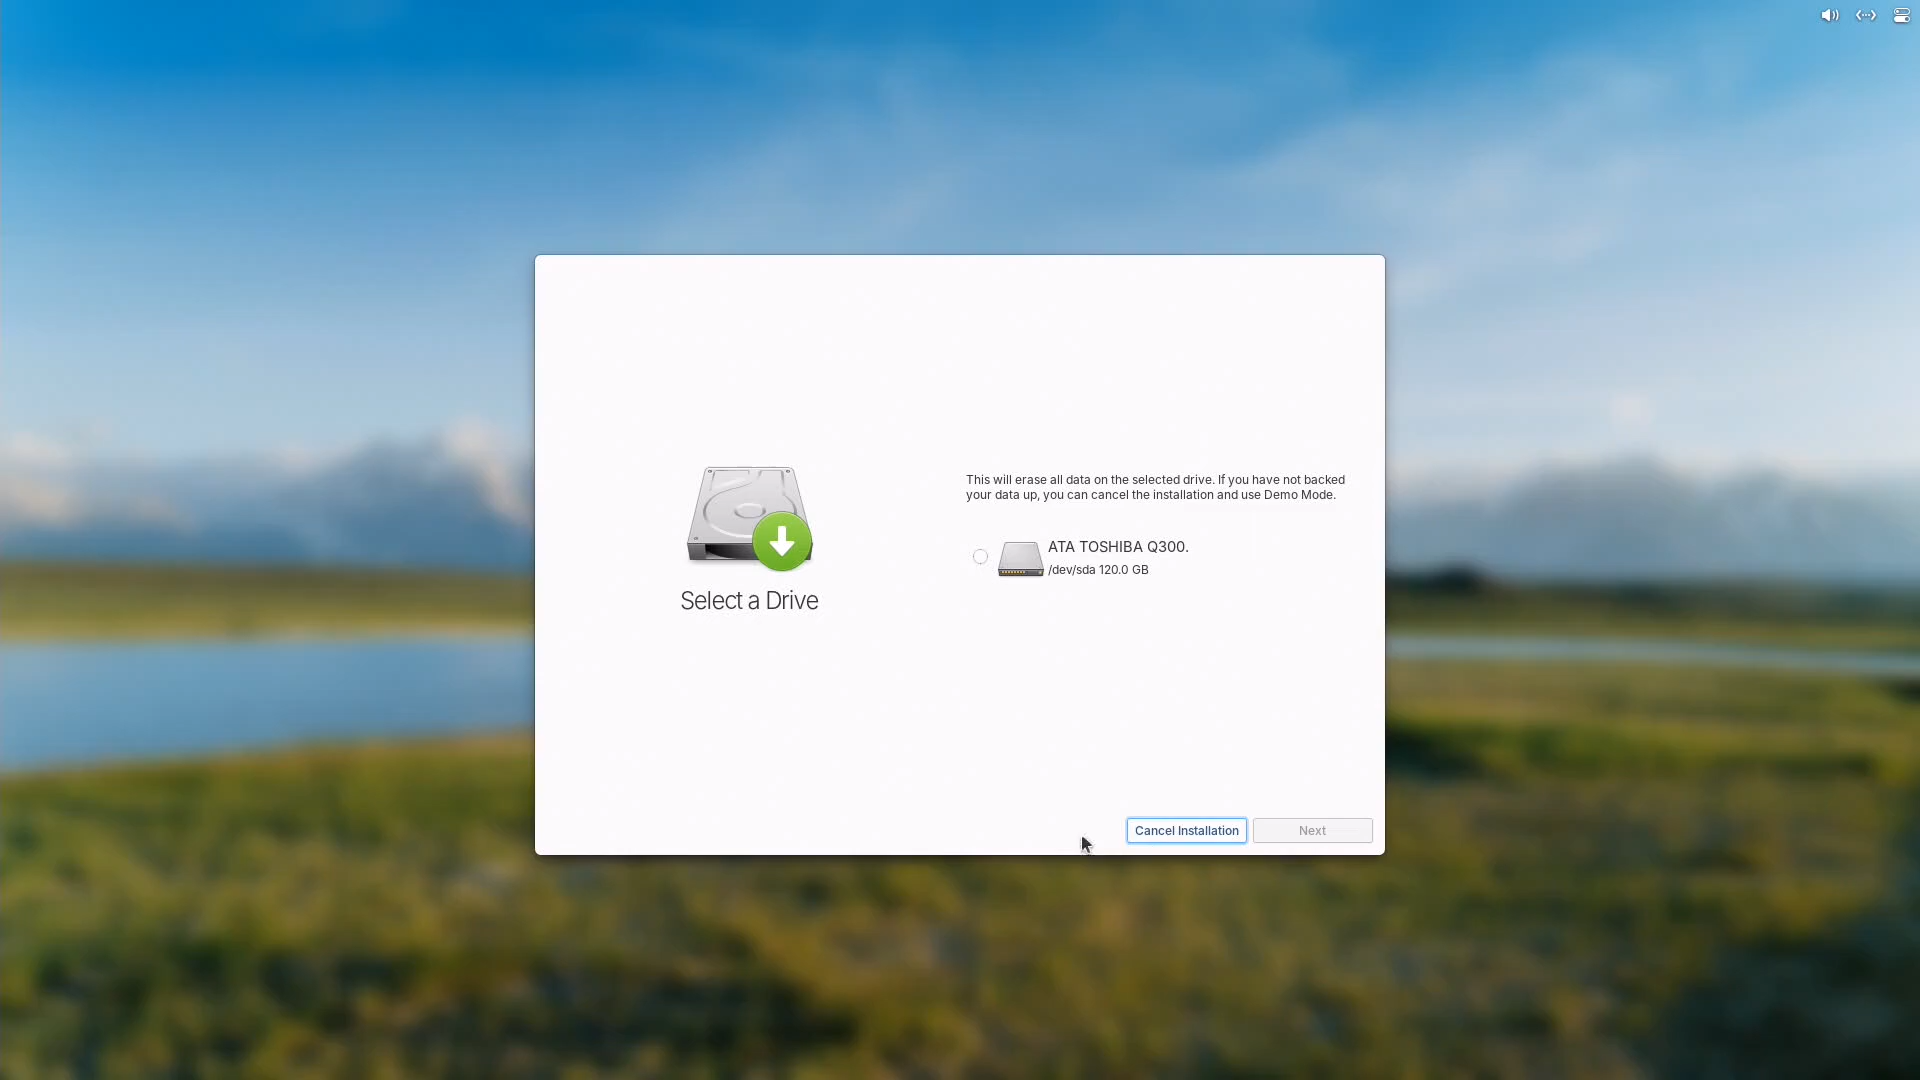 This will erase all data on the selected drive. If you have not backed
your data up, you can cancel the installation and use Demo Mode.
ATA TOSHIBA Q300.
/dev/sda 120.0 GB
Select a Drive
Cancel Installation
Next